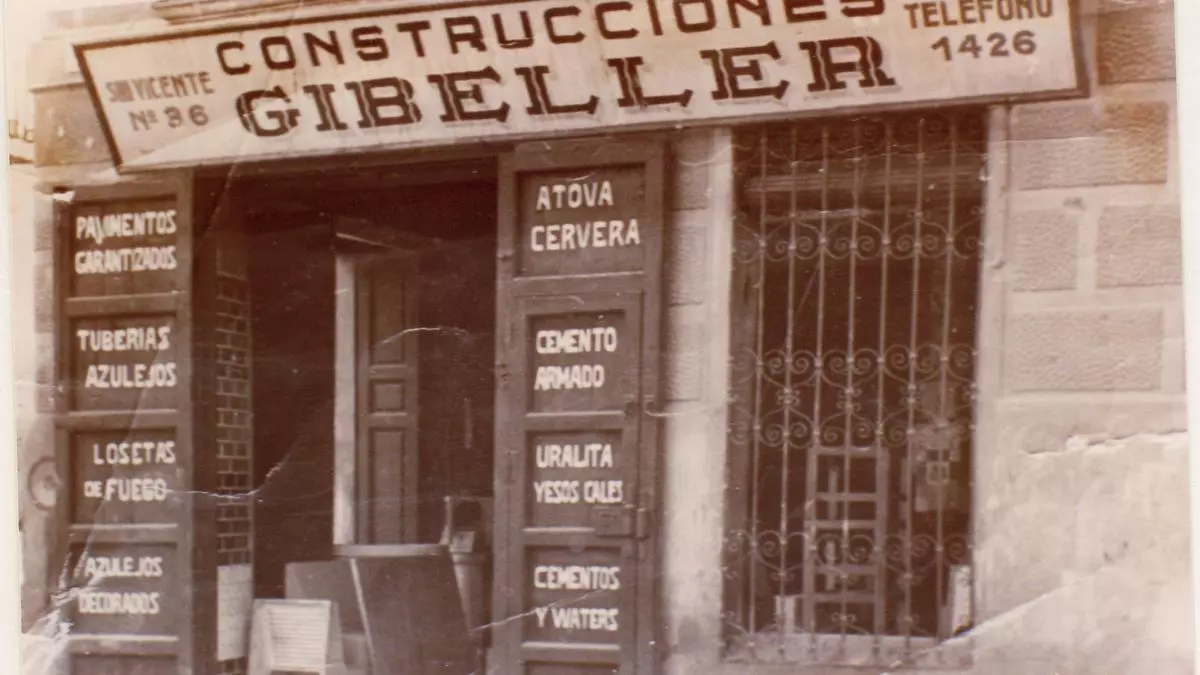 CONSTRUCCIONES
GIBELLER
SAN VICENTE
Nº 36
TELEFONO
1426
PAVIMENTOS
GARANTIZADOS
TUBERIAS
AZULEJOS
LOSETAS
DE FUEGO
AZULEJOS
DECORADOS
ATOVA
CERVERA
CEMENTO
ARMADO
URALITA
YESOS CALES
CEMENTOS
Y WATERS